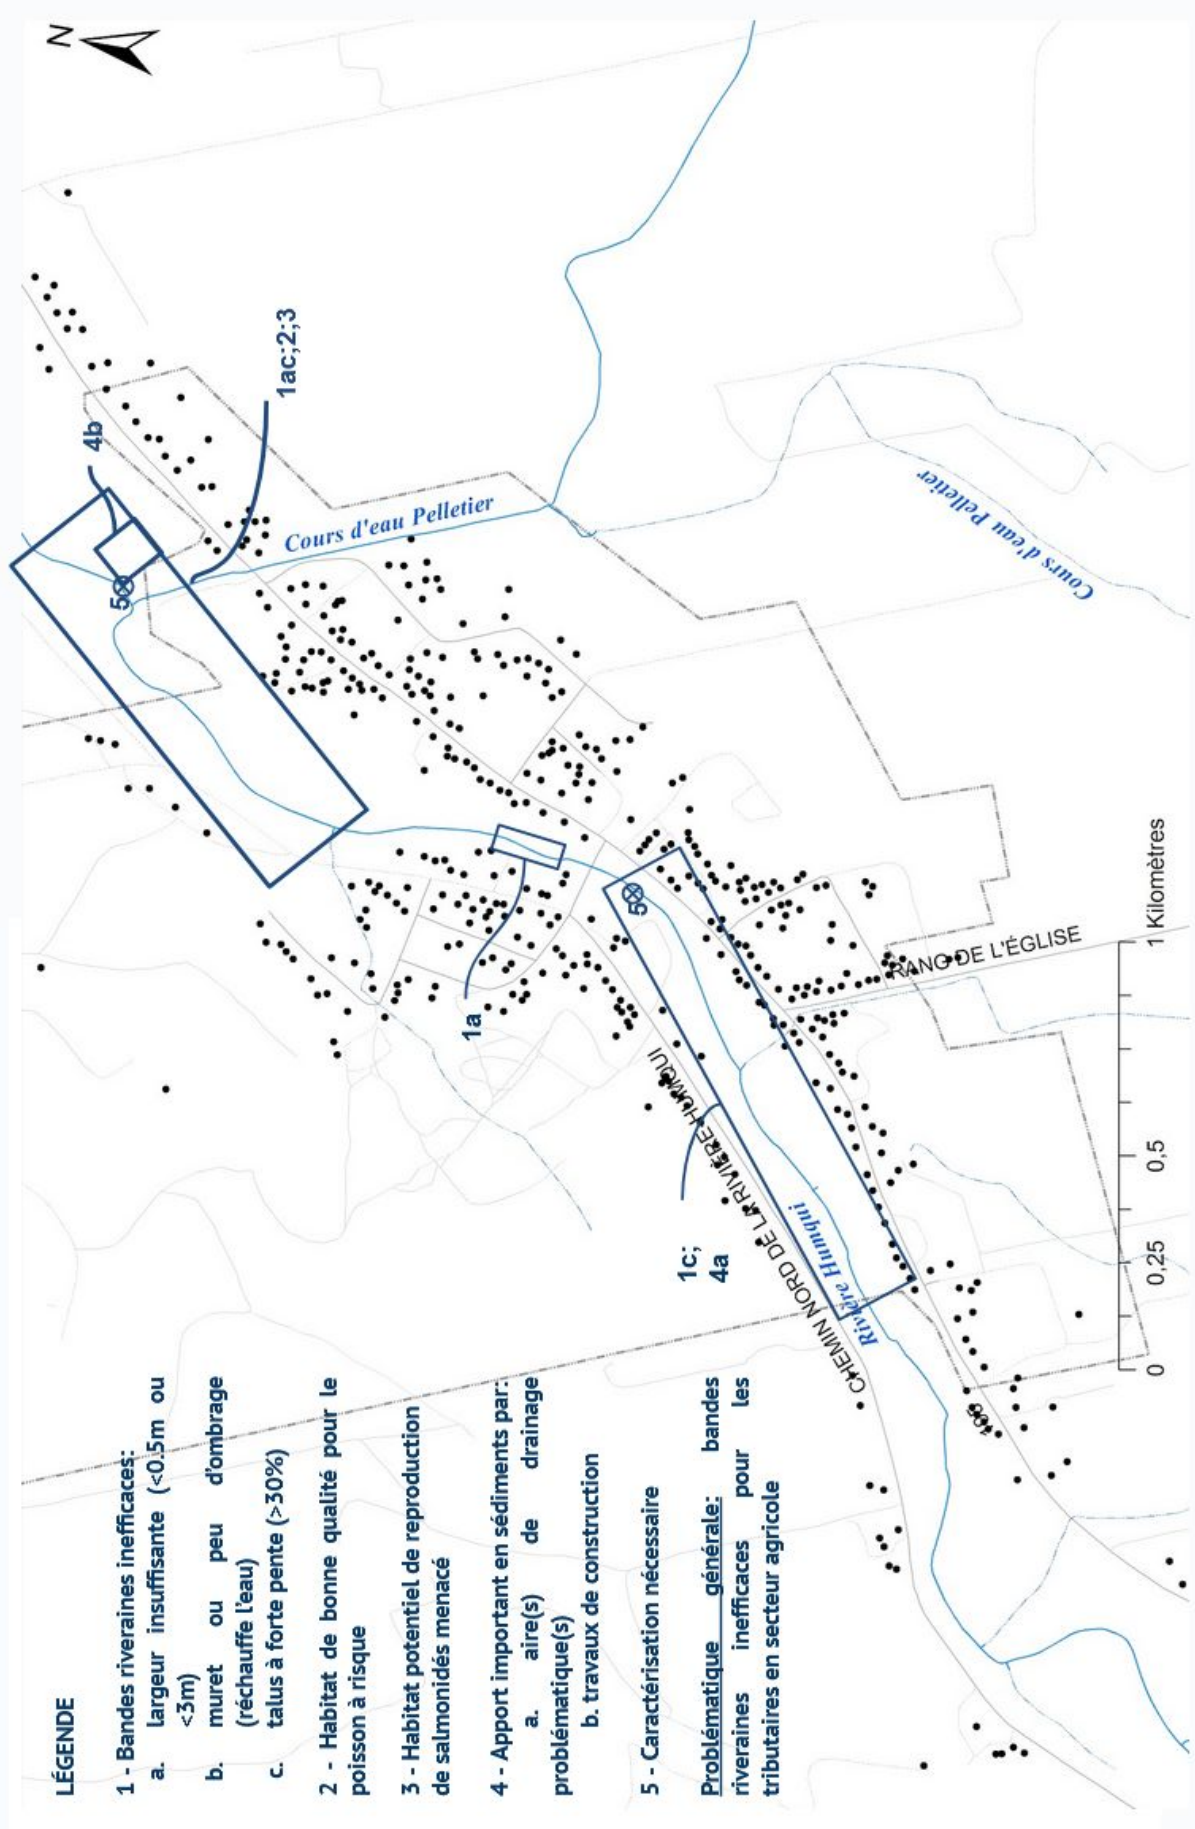 LÉGENDE
1 - Bandes riveraines inefficaces:
a. largeur insuffisante (<0.5m ou
<3m)
b. muret ou peu d'ombrage
(réchauffe l'eau)
c. talus à forte pente (>30%)
2 - Habitat de bonne qualité pour le
poisson à risque
3 - Habitat potentiel de reproduction
de salmonidés menacé
4 - Apport important en sédiments par:
a. aire(s) de drainage
problématique(s)
b. travaux de construction
5 - Caractérisation nécessaire
Problématique générale: bandes
riveraines inefficaces pour les
tributaires en secteur agricole
N
4b
5
1ac;2;3
Cours d'eau Pelletier
1a
5
1c;
4a
CHEMIN NORD DE LA RIVIÈRE-HUMQUI
Rivière Humqui
RANG DE L'ÉGLISE
Cours d'eau Pelletier
195
0 0,25 0,5 1 Kilomètres